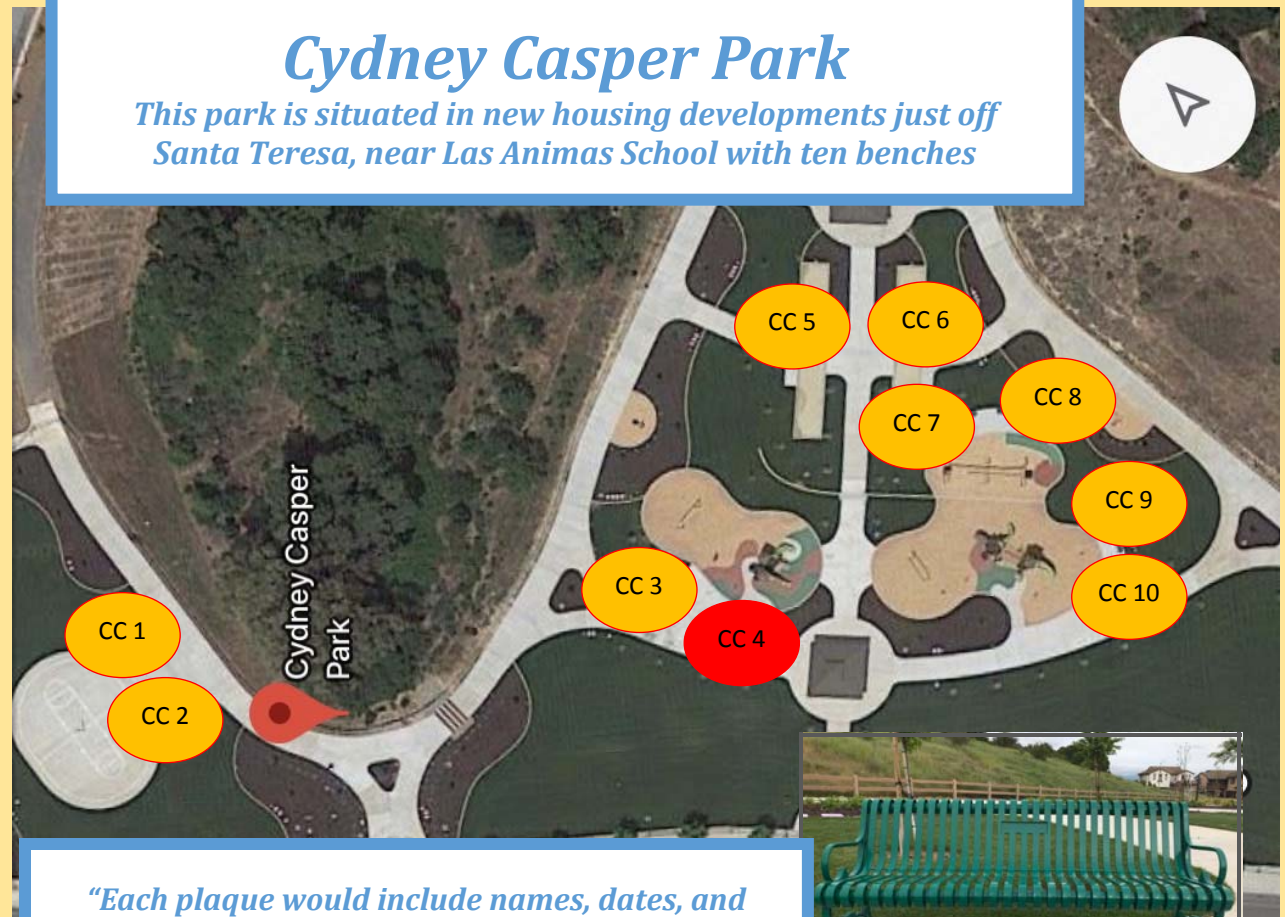 Cydney Casper Park
This park is situated in new housing developments just off
Santa Teresa, near Las Animas School with ten benches
CC 5
CC 6
CC 8
CC 7
CC 9
CC 3
CC 10
CC 4
CC 1
CC 2
Cydney Casper
Park
“Each plaque would include names, dates, and